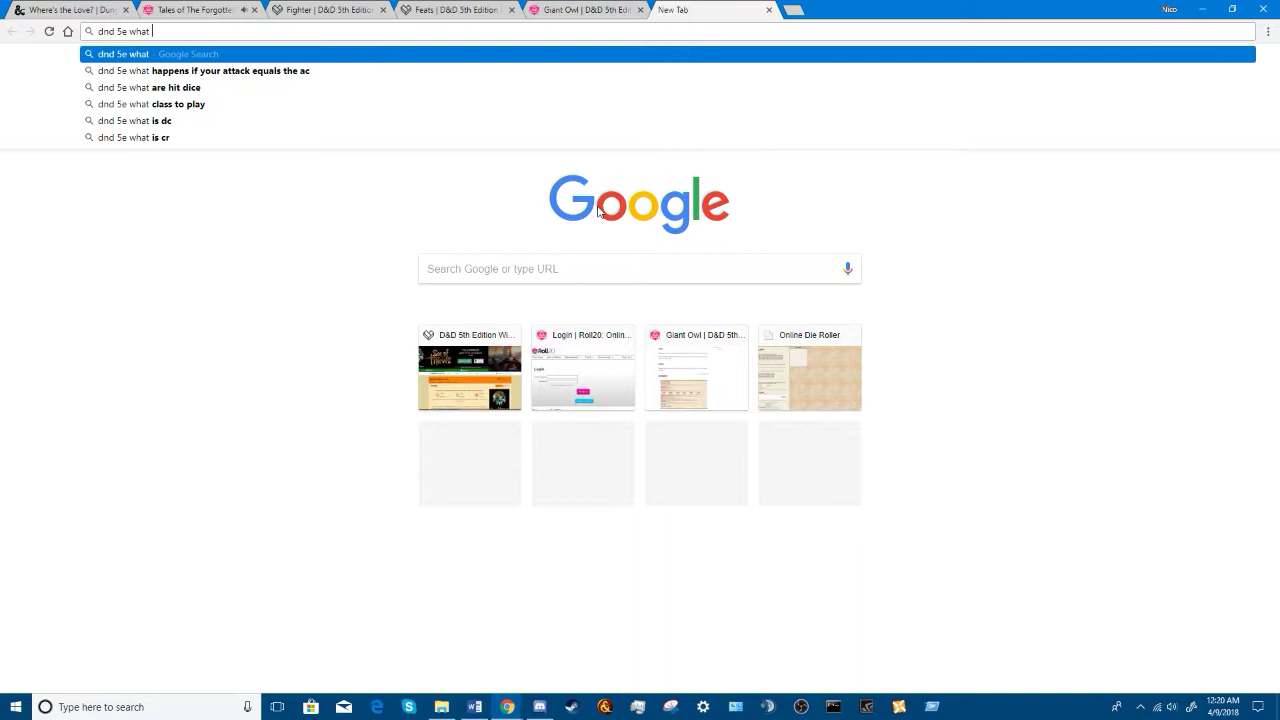 Where's the Love! | Dung
Tales of The Forgotte
Fighter | D&D 5th Edition
Feats | D&D 5th Edition
Giant Owl | D&D 5th Edi
New Tab
Nico
dnd 5e what
dnd 5e what - Google Search
dnd 5e what happens if your attack equals the ac
dnd 5e what are hit dice
dnd 5e what class to play
dnd 5e what is dc
dnd 5e what is cr
Google
Search Google or type URL
D&D 5th Edition Wi...
Login | Roll20: Onlin...
Giant Owl | D&D 5th...
Online Die Roller
Roll20
Login
Type here to search
12:20 AM
4/9/2018